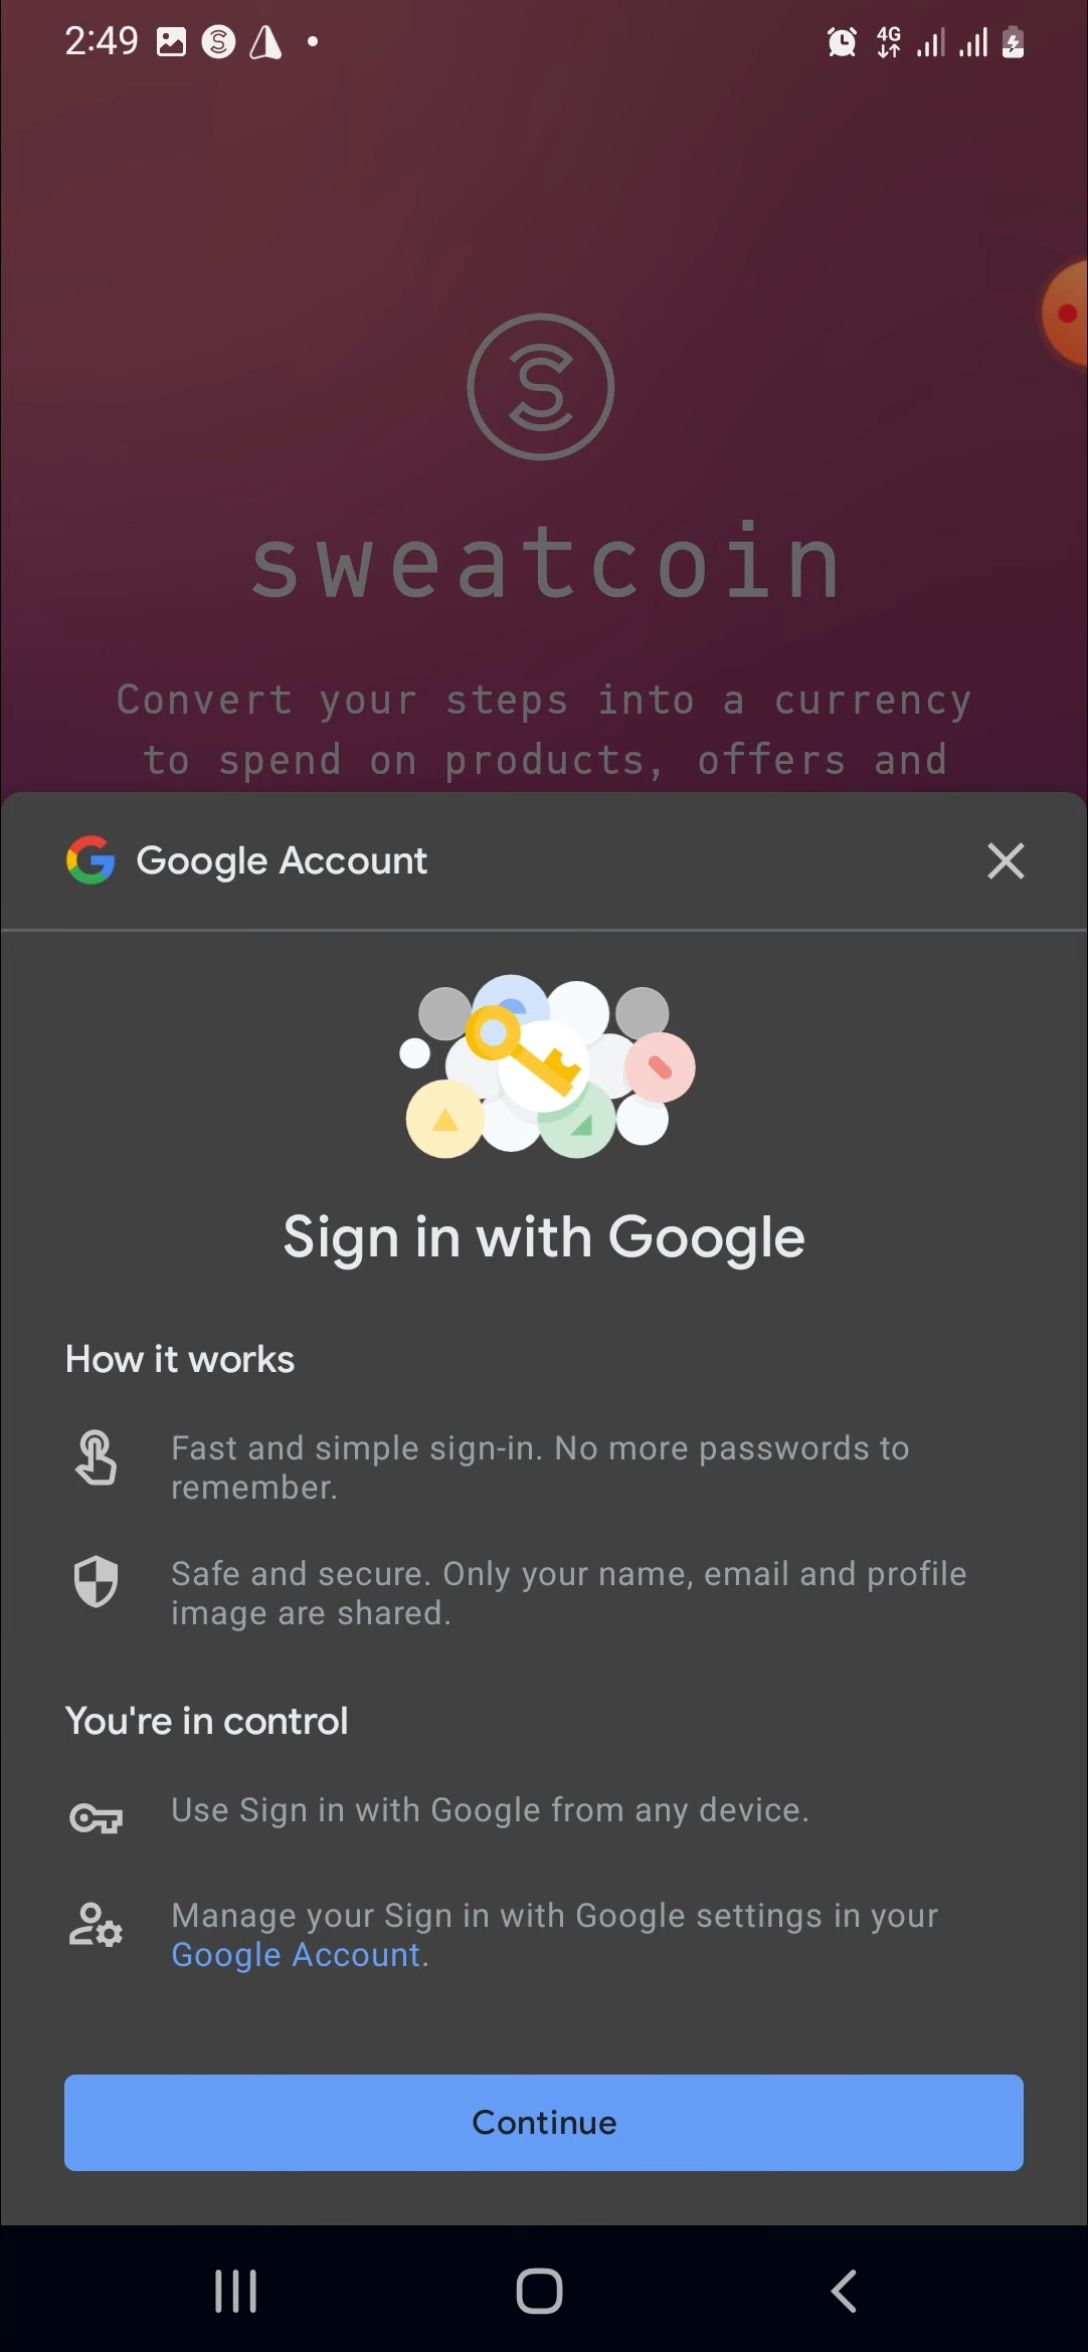 2:49
4G
sweatcoin
Convert your steps into a currency
to spend on products, offers and
Google Account
Sign in with Google
How it works
Fast and simple sign-in. No more passwords to
remember.
Safe and secure. Only your name, email and profile
image are shared.
You're in control
Use Sign in with Google from any device.
Manage your Sign in with Google settings in your
Google Account.
Continue